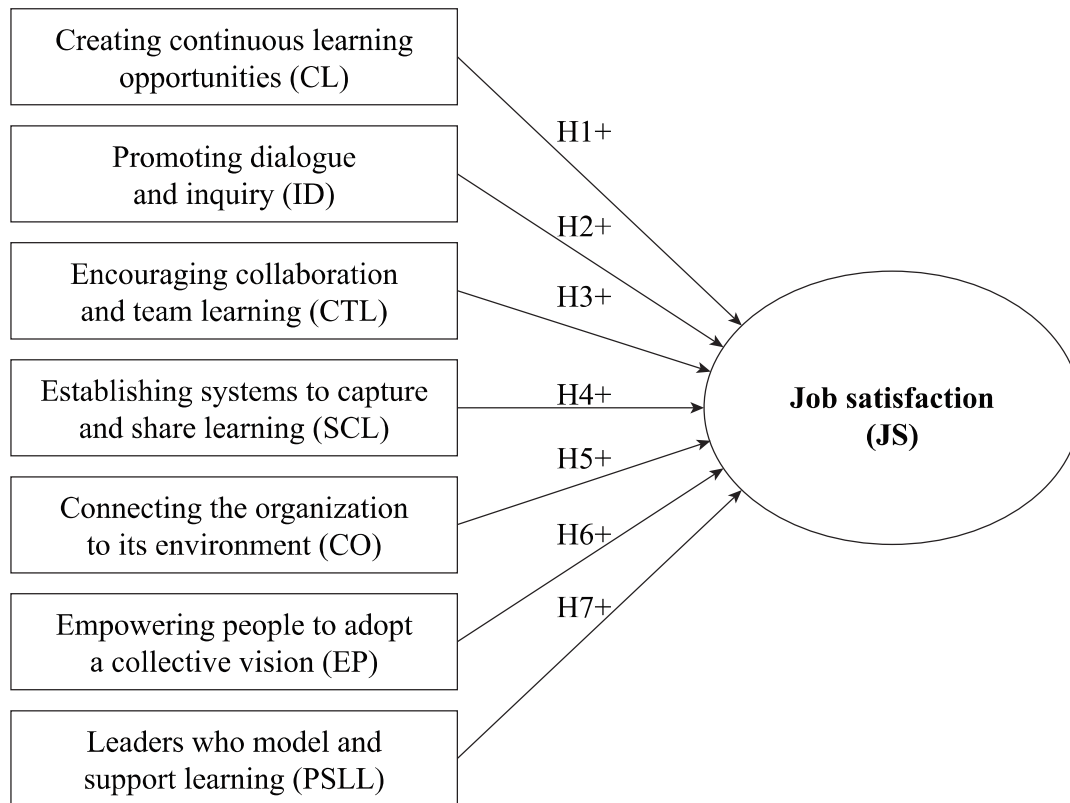 Creating continuous learning
opportunities (CL)
H1+
Promoting dialogue
and inquiry (ID)
H2+
Encouraging collaboration
and team learning (CTL)
H3+
Establishing systems to capture
and share learning (SCL)
H4+
Job satisfaction
(JS)
Connecting the organization
to its environment (CO)
H5+
Empowering people to adopt
a collective vision (EP)
H6+
Leaders who model and
support learning (PSLL)
H7+